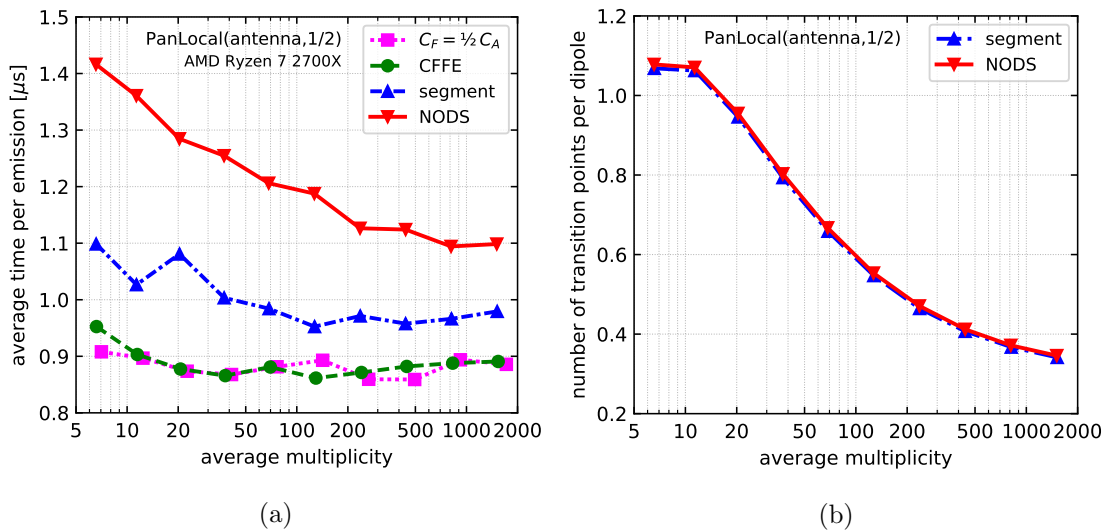 PanLocal(antenna,1/2)
AMD Ryzen 7 2700X
C_F = ½ C_A
CFFE
segment
NODS
1.5
1.4
1.3
1.2
1.1
1.0
0.9
0.8
average time per emission [μs]
5 10 20 50 100 200 500 1000 2000
average multiplicity
(a)
PanLocal(antenna,1/2)
segment
NODS
1.2
1.0
0.8
0.6
0.4
0.2
number of transition points per dipole
5 10 20 50 100 200 500 1000 2000
average multiplicity
(b)